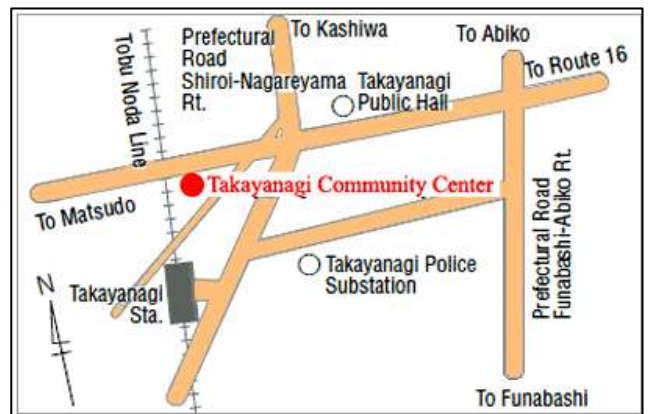 To Kashiwa
Prefectural
Road
Shiroi-Nagareyama
Rt.
To Abiko
To Route 16
Takayanagi
Public Hall
Tobu Noda Line
Takayanagi Community Center
To Matsudo
Prefectural Road
Funabashi-Abiko Rt.
Takayanagi Police
Substation
N
Takayanagi
Sta.
To Funabashi